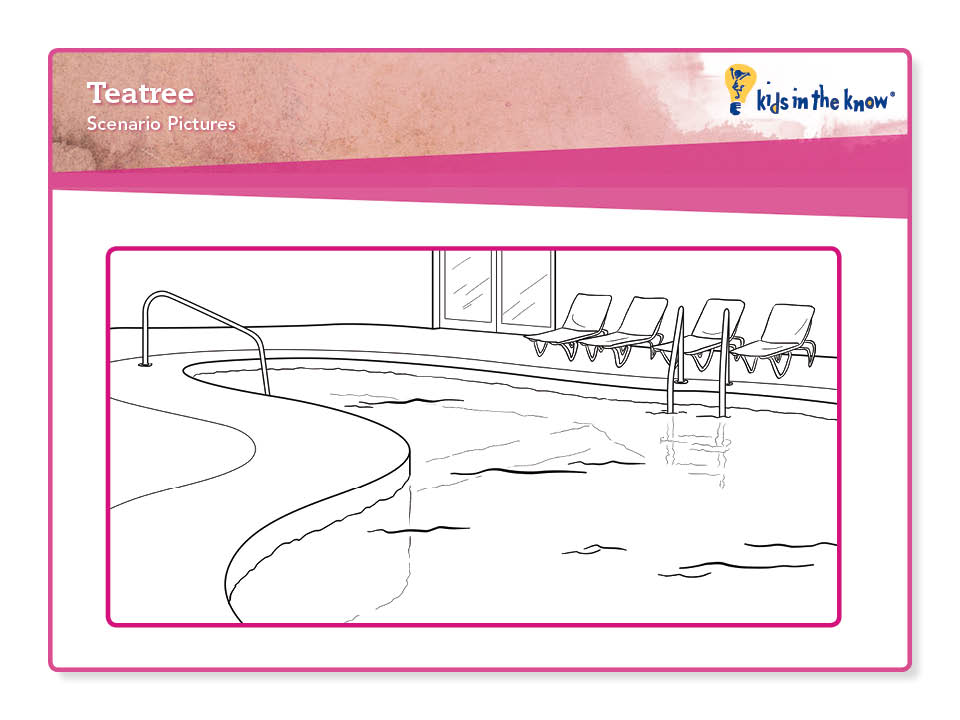 Teatree
Scenario Pictures
kids in the know®